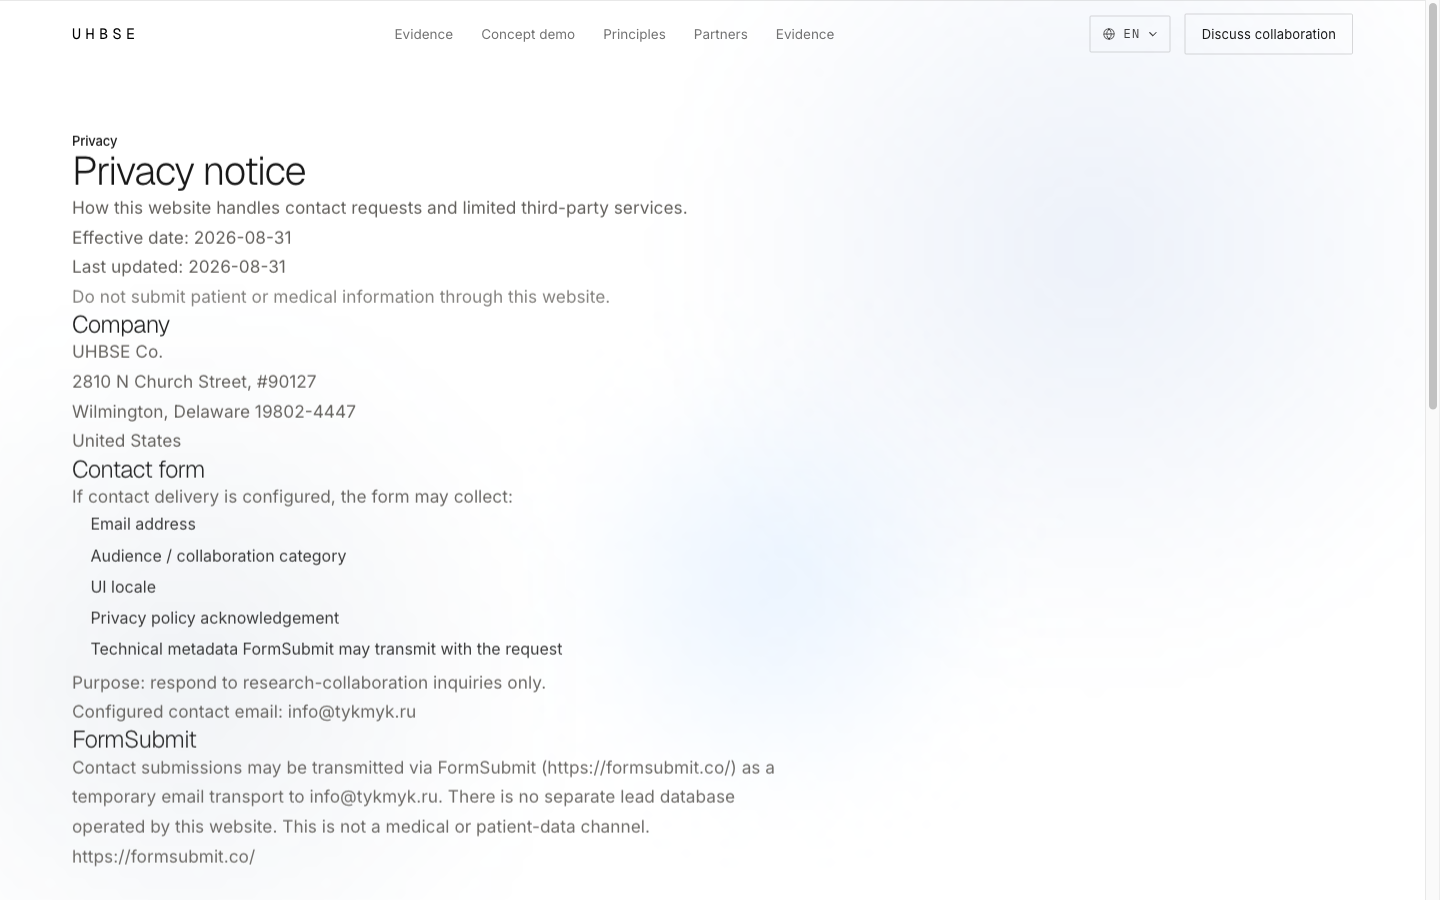 UHBSE
Evidence
Concept demo
Principles
Partners
Evidence
EN
Discuss collaboration
Privacy
Privacy notice
How this website handles contact requests and limited third-party services.
Effective date: 2026-08-31
Last updated: 2026-08-31
Do not submit patient or medical information through this website.
Company
UHBSE Co.
2810 N Church Street, #90127
Wilmington, Delaware 19802-4447
United States
Contact form
If contact delivery is configured, the form may collect:
Email address
Audience / collaboration category
UI locale
Privacy policy acknowledgement
Technical metadata FormSubmit may transmit with the request
Purpose: respond to research-collaboration inquiries only.
Configured contact email: info@tykmyk.ru
FormSubmit
Contact submissions may be transmitted via FormSubmit (https://formsubmit.co/) as a
temporary email transport to info@tykmyk.ru. There is no separate lead database
operated by this website. This is not a medical or patient-data channel.
https://formsubmit.co/